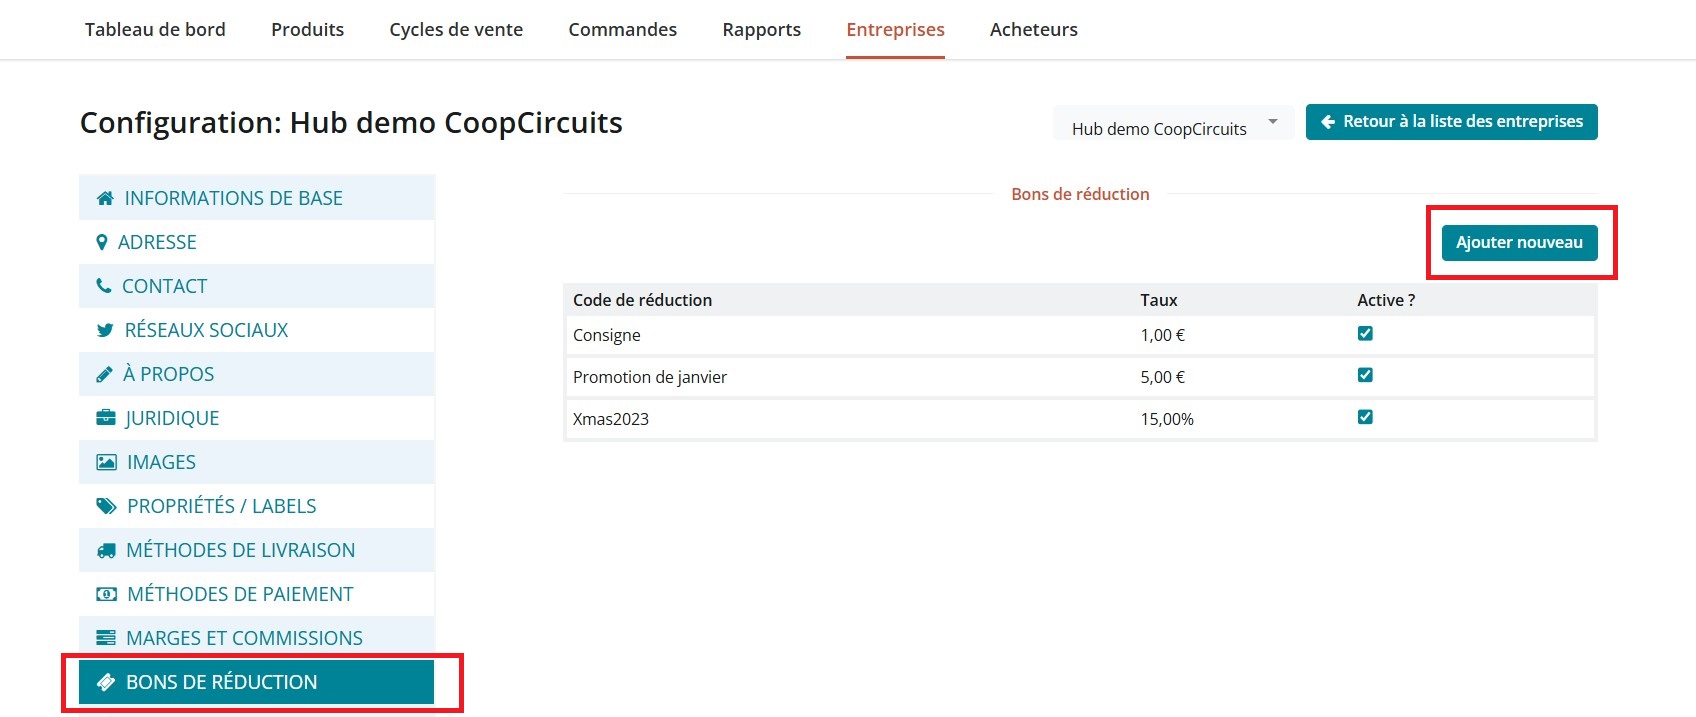 Tableau de bord Produits Cycles de vente Commandes Rapports Entreprises Acheteurs
Configuration: Hub demo CoopCircuits
Hub demo CoopCircuits
Retour à la liste des entreprises
INFORMATIONS DE BASE
ADRESSE
CONTACT
RÉSEAUX SOCIAUX
À PROPOS
JURIDIQUE
IMAGES
PROPRIÉTÉS / LABELS
MÉTHODES DE LIVRAISON
MÉTHODES DE PAIEMENT
MARGES ET COMMISSIONS
BONS DE RÉDUCTION
Bons de réduction
Ajouter nouveau
Code de réduction Taux Active ?
Consigne 1,00 €
Promotion de janvier 5,00 €
Xmas2023 15,00%